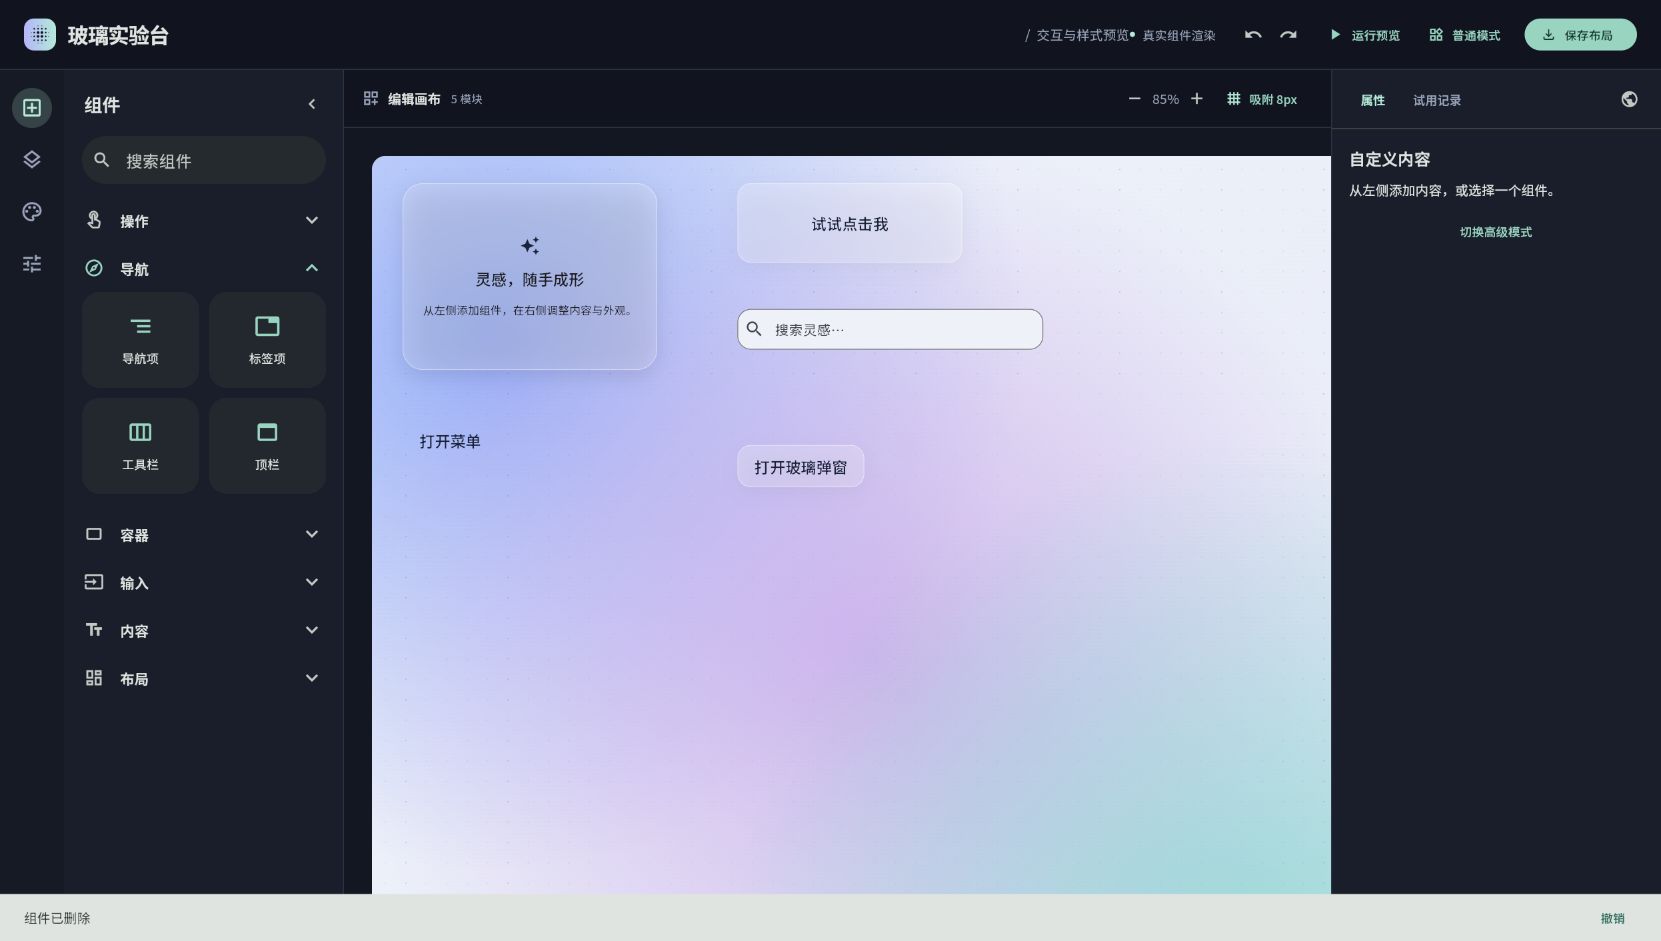 玻璃实验台
/ 交互与样式预览• 真实组件渲染
运行预览
普通模式
保存布局
组件
搜索组件
操作
导航
导航项
标签项
工具栏
顶栏
容器
输入
内容
布局
编辑画布 5 模块
85%
吸附 8px
灵感，随手成形
从左侧添加组件，在右侧调整内容与外观。
试试点击我
搜索灵感…
打开菜单
打开玻璃弹窗
属性
试用记录
自定义内容
从左侧添加内容，或选择一个组件。
切换高级模式
组件已删除
撤销